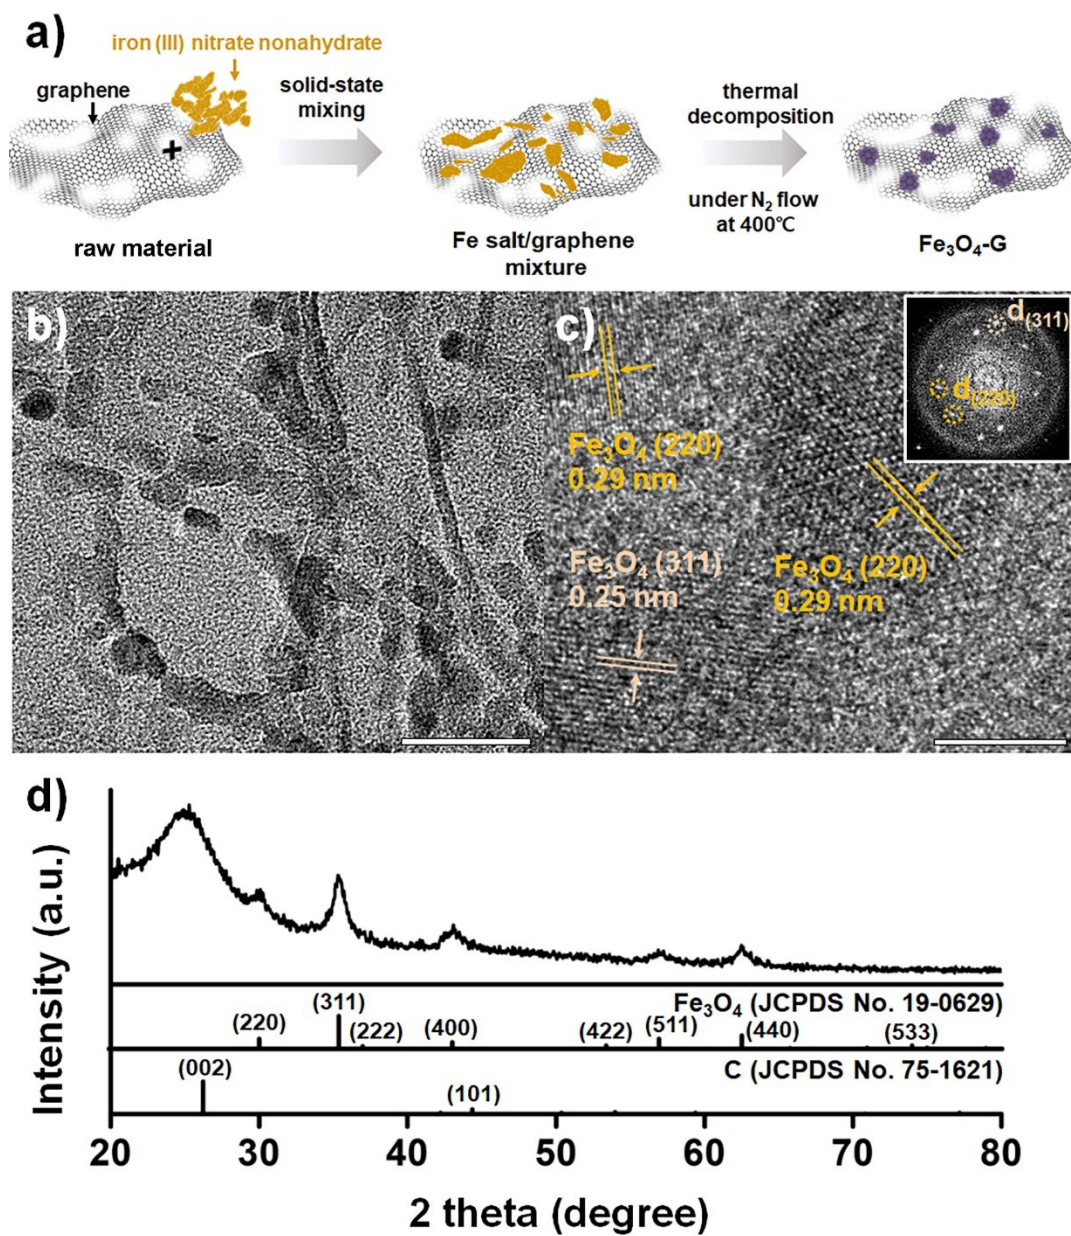 a)
iron (III) nitrate nonahydrate
graphene
solid-state
mixing
thermal
decomposition
+
under N₂ flow
at 400℃
raw material
Fe salt/graphene
mixture
Fe₃O₄-G
b)
c)
d(311)
d(220)
Fe₃O₄ (220)
0.29 nm
Fe₃O₄ (311)
0.25 nm
Fe₃O₄ (220)
0.29 nm
d)
Intensity (a.u.)
Fe₃O₄ (JCPDS No. 19-0629)
(220) (311) (222) (400) (422) (511) (440) (533)
C (JCPDS No. 75-1621)
(002) (101)
20 30 40 50 60 70 80
2 theta (degree)